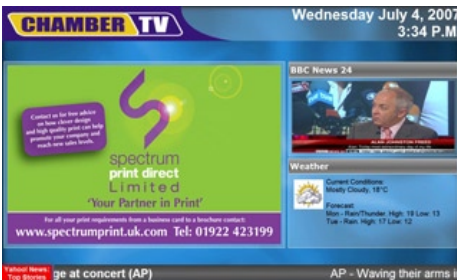 CHAMBER TV
Wednesday July 4, 2007
3:34 P.M
Contact us for free advice
on how clever design
and high quality print can help
promote your company and
reach new sales levels.
spectrum
print direct
Limited
'Your Partner in Print'
For all your print requirements from a business card to a brochure contact:
www.spectrumprint.uk.com Tel: 01922 423199
BBC News 24
ALAN JOHNSTON FREED
Weather
Current Conditions:
Mostly Cloudy, 18°C
Forecast:
Mon - Rain/Thunder. High: 18 Low: 13
Tue - Rain. High: 17 Low: 12
Yahoo! News:
Top Stories
ge at concert (AP)
AP - Waving their arms